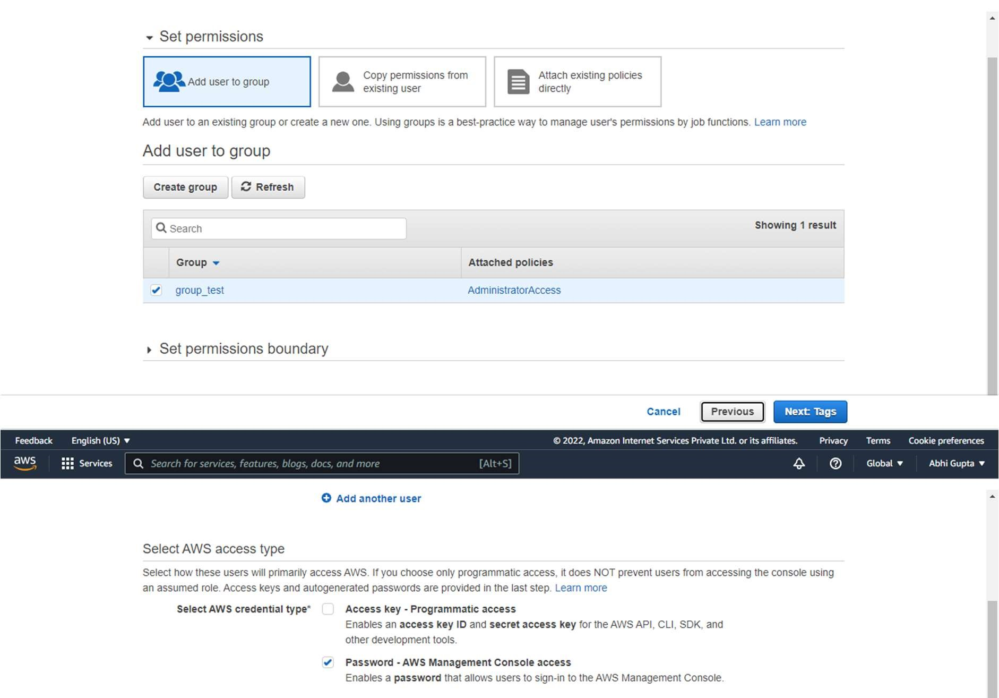 Set permissions
Add user to group
Copy permissions from
existing user
Attach existing policies
directly
Add user to an existing group or create a new one. Using groups is a best-practice way to manage user's permissions by job functions. Learn more
Add user to group
Create group
Refresh
Search
Showing 1 result
Group
Attached policies
group_test
AdministratorAccess
Set permissions boundary
Cancel
Previous
Next: Tags
Feedback
English (US)
© 2022, Amazon Internet Services Private Ltd. or its affiliates.
Privacy
Terms
Cookie preferences
aws
Services
Search for services, features, blogs, docs, and more
[Alt+S]
Global
Abhi Gupta
Add another user
Select AWS access type
Select how these users will primarily access AWS. If you choose only programmatic access, it does NOT prevent users from accessing the console using
an assumed role. Access keys and autogenerated passwords are provided in the last step. Learn more
Select AWS credential type*
Access key - Programmatic access
Enables an access key ID and secret access key for the AWS API, CLI, SDK, and
other development tools.
Password - AWS Management Console access
Enables a password that allows users to sign-in to the AWS Management Console.